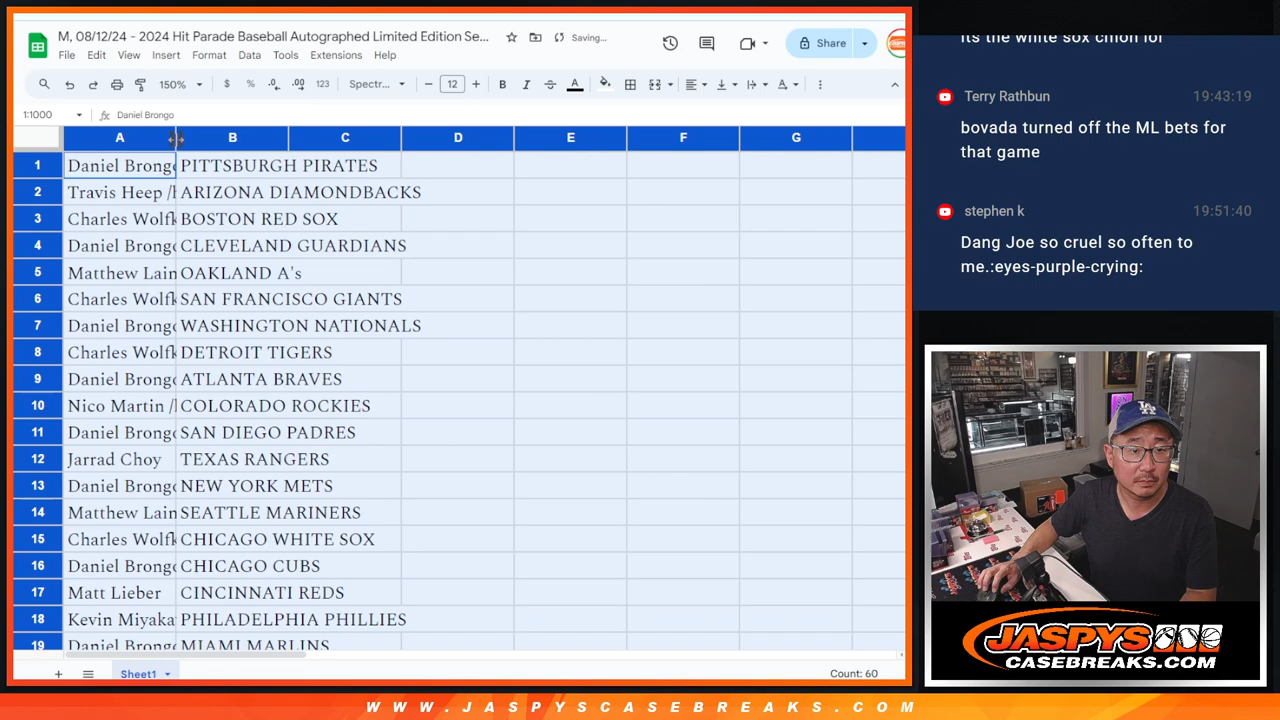 M, 08/12/24 - 2024 Hit Parade Baseball Autographed Limited Edition Se...
Saving...
File Edit View Insert Format Data Tools Extensions Help
Share
150% $ % .0 .00 123 Spectr... 12 B I A
1:1000 fx Daniel Brongo
A B C D E F G
1 Daniel Brongo PITTSBURGH PIRATES
2 Travis Heep / ARIZONA DIAMONDBACKS
3 Charles Wolfk BOSTON RED SOX
4 Daniel Brongo CLEVELAND GUARDIANS
5 Matthew Lain OAKLAND A's
6 Charles Wolfk SAN FRANCISCO GIANTS
7 Daniel Brongo WASHINGTON NATIONALS
8 Charles Wolfk DETROIT TIGERS
9 Daniel Brongo ATLANTA BRAVES
10 Nico Martin / COLORADO ROCKIES
11 Daniel Brongo SAN DIEGO PADRES
12 Jarrad Choy TEXAS RANGERS
13 Daniel Brongo NEW YORK METS
14 Matthew Lain SEATTLE MARINERS
15 Charles Wolfk CHICAGO WHITE SOX
16 Daniel Brongo CHICAGO CUBS
17 Matt Lieber CINCINNATI REDS
18 Kevin Miyaka PHILADELPHIA PHILLIES
19 Daniel Brongo MIAMI MARLINS
Sheet1
Count: 60
its the white sox cmon lol
Terry Rathbun 19:43:19
bovada turned off the ML bets for
that game
stephen k 19:51:40
Dang Joe so cruel so often to
me.:eyes-purple-crying:
LA
JASPYS
CASEBREAKS.COM
WWW.JASPYSCASEBREAKS.COM